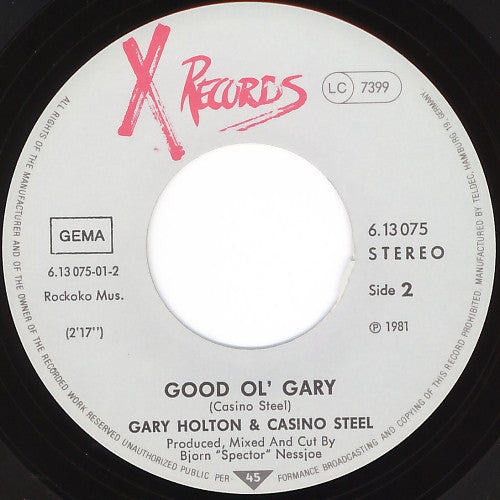 X RECORDS
LC 7399
GEMA
6.13 075-01-2
Rockoko Mus.
(2'17")
6.13 075
STEREO
Side 2
℗ 1981
GOOD OL' GARY
(Casino Steel)
GARY HOLTON & CASINO STEEL
Produced, Mixed And Cut By
Bjorn "Spector" Nessjoe
45
ALL RIGHTS OF THE MANUFACTURER AND OF THE OWNER OF THE RECORDED WORK RESERVED UNAUTHORIZED PUBLIC PERFORMANCE BROADCASTING AND COPYING OF THIS RECORD PROHIBITED. MANUFACTURED BY TELDEC, HAMBURG 19, GERMANY